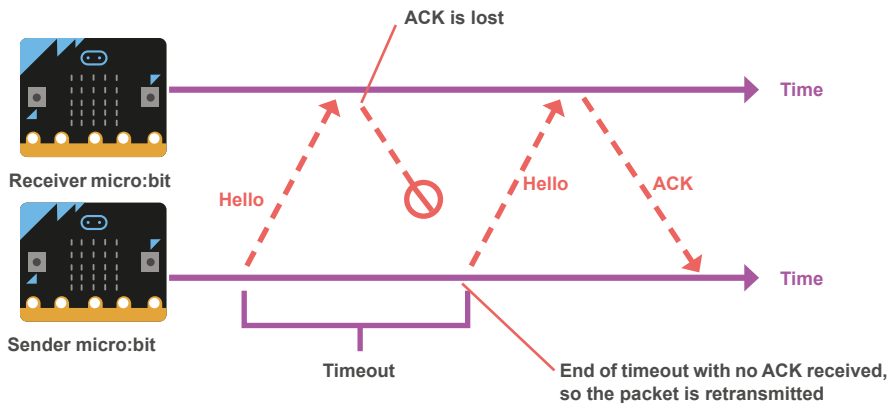 ACK is lost
Time
Receiver micro:bit
Hello
Hello
ACK
Time
Sender micro:bit
Timeout
End of timeout with no ACK received,
so the packet is retransmitted